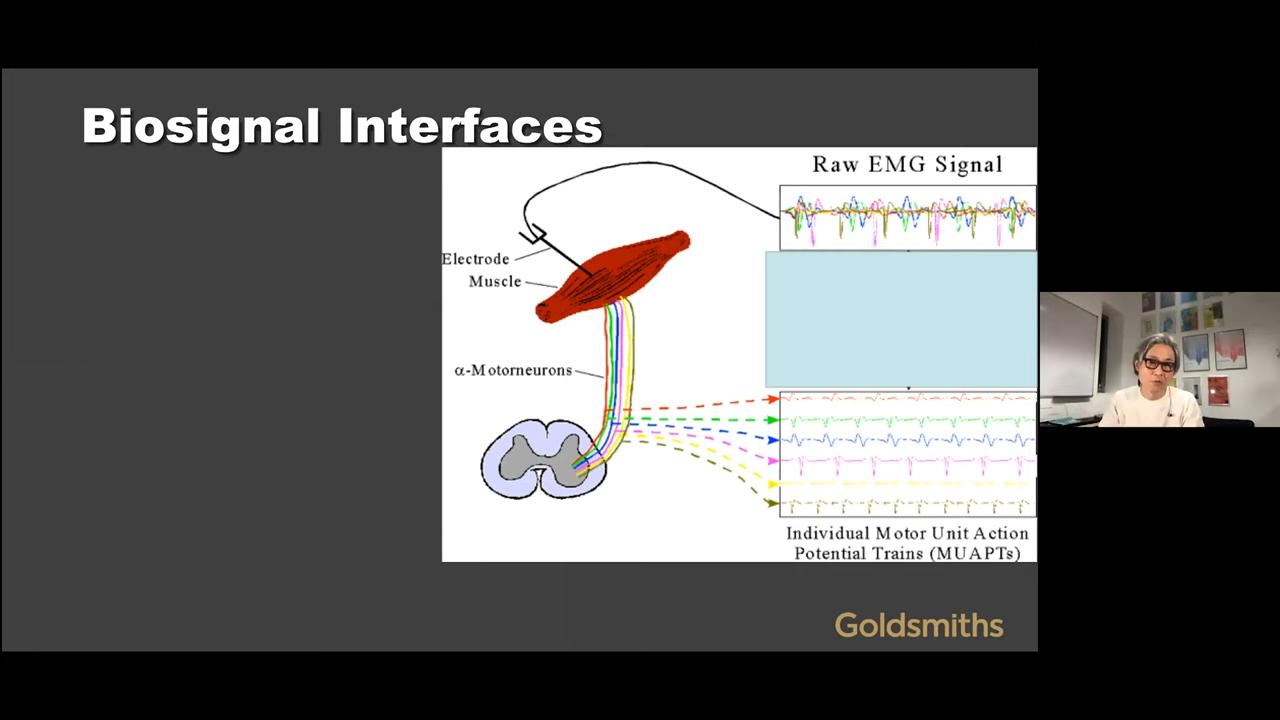 Biosignal Interfaces
Raw EMG Signal
Electrode
Muscle
α-Motorneurons
Individual Motor Unit Action
Potential Trains (MUAPTs)
Goldsmiths